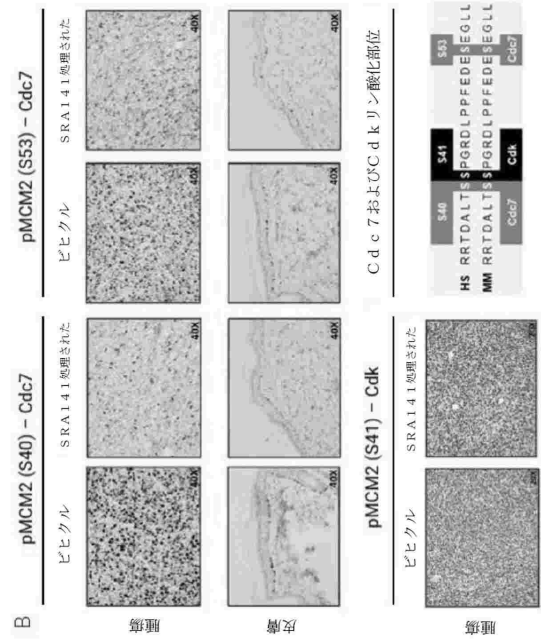 B
pMCM2 (S40) – Cdc7
ビヒクル
SRA141処理された
腫瘍
40X
40X
皮膚
40X
40X
pMCM2 (S53) – Cdc7
ビヒクル
SRA141処理された
40X
40X
40X
40X
pMCM2 (S41) – Cdk
ビヒクル
SRA141処理された
腫瘍
Cdc7およびCdkリン酸化部位
S40 S41 S53
HS RRTDALTSSPGRDLPPFEDESEGLL
MM RRTDALTSSPGRDLPPFEDESEGLL
Cdc7 Cdk Cdc7